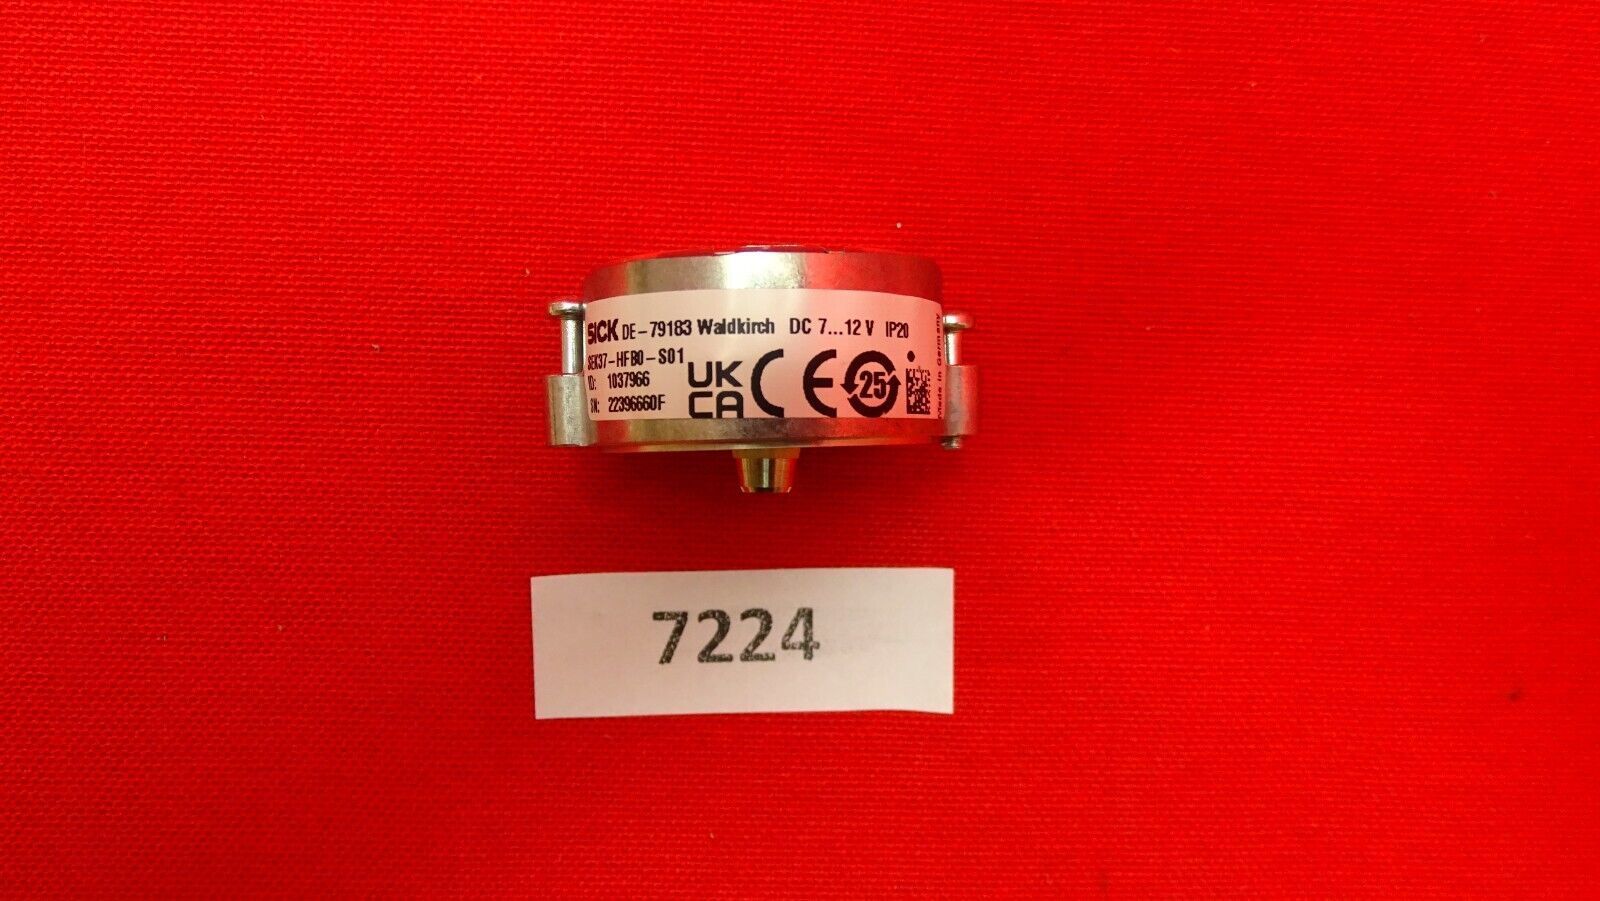 SICK DE-79183 Waldkirch DC 7...12 V IP20
SEK37-HFB0-S01
ID: 1037966
SN: 22396660F
UK
CA
CE
25
Made in Germany
7224